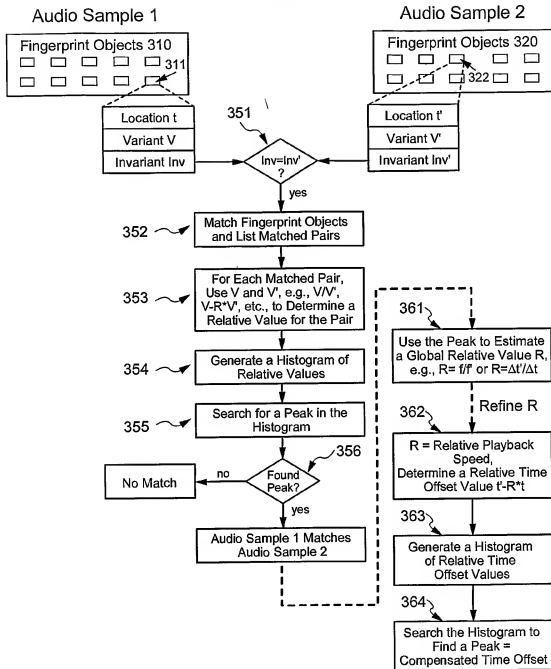 Audio Sample 1
Audio Sample 2
Fingerprint Objects 310
311
Fingerprint Objects 320
322
Location t
Variant V
Invariant Inv
351
Inv=Inv'
?
Location t'
Variant V'
Invariant Inv'
yes
352
Match Fingerprint Objects
and List Matched Pairs
353
For Each Matched Pair,
Use V and V', e.g., V/V',
V-R*V', etc., to Determine a
Relative Value for the Pair
354
Generate a Histogram of
Relative Values
355
Search for a Peak in the
Histogram
356
Found
Peak?
no
No Match
yes
Audio Sample 1 Matches
Audio Sample 2
361
Use the Peak to Estimate
a Global Relative Value R,
e.g., R= f/f' or R=Δt'/Δt
Refine R
362
R = Relative Playback
Speed,
Determine a Relative Time
Offset Value t'-R*t
363
Generate a Histogram
of Relative Time
Offset Values
364
Search the Histogram to
Find a Peak =
Compensated Time Offset